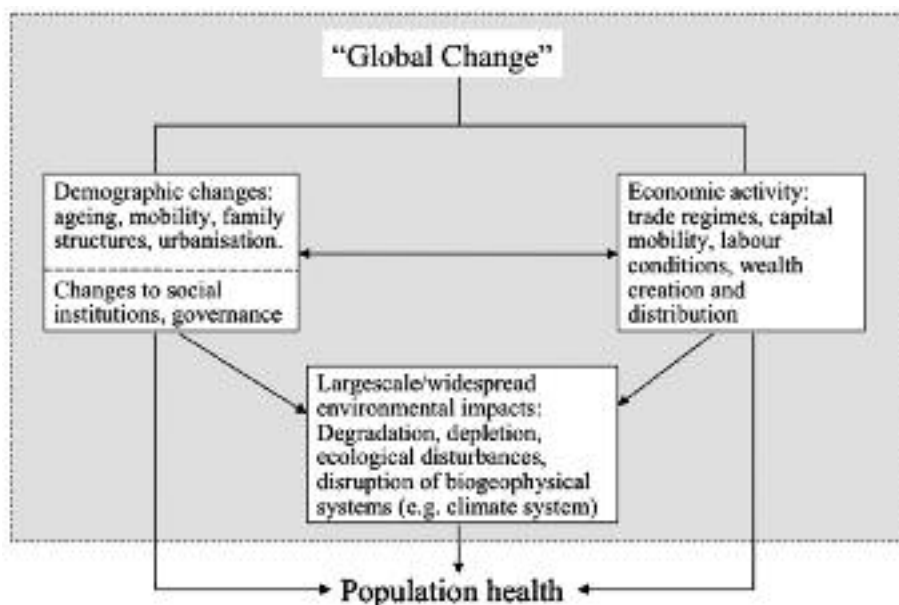 “Global Change”
Demographic changes:
ageing, mobility, family
structures, urbanisation.
Changes to social
institutions, governance
Economic activity:
trade regimes, capital
mobility, labour
conditions, wealth
creation and
distribution
Largescale/widespread
environmental impacts:
Degradation, depletion,
ecological disturbances,
disruption of biogeophysical
systems (e.g. climate system)
Population health